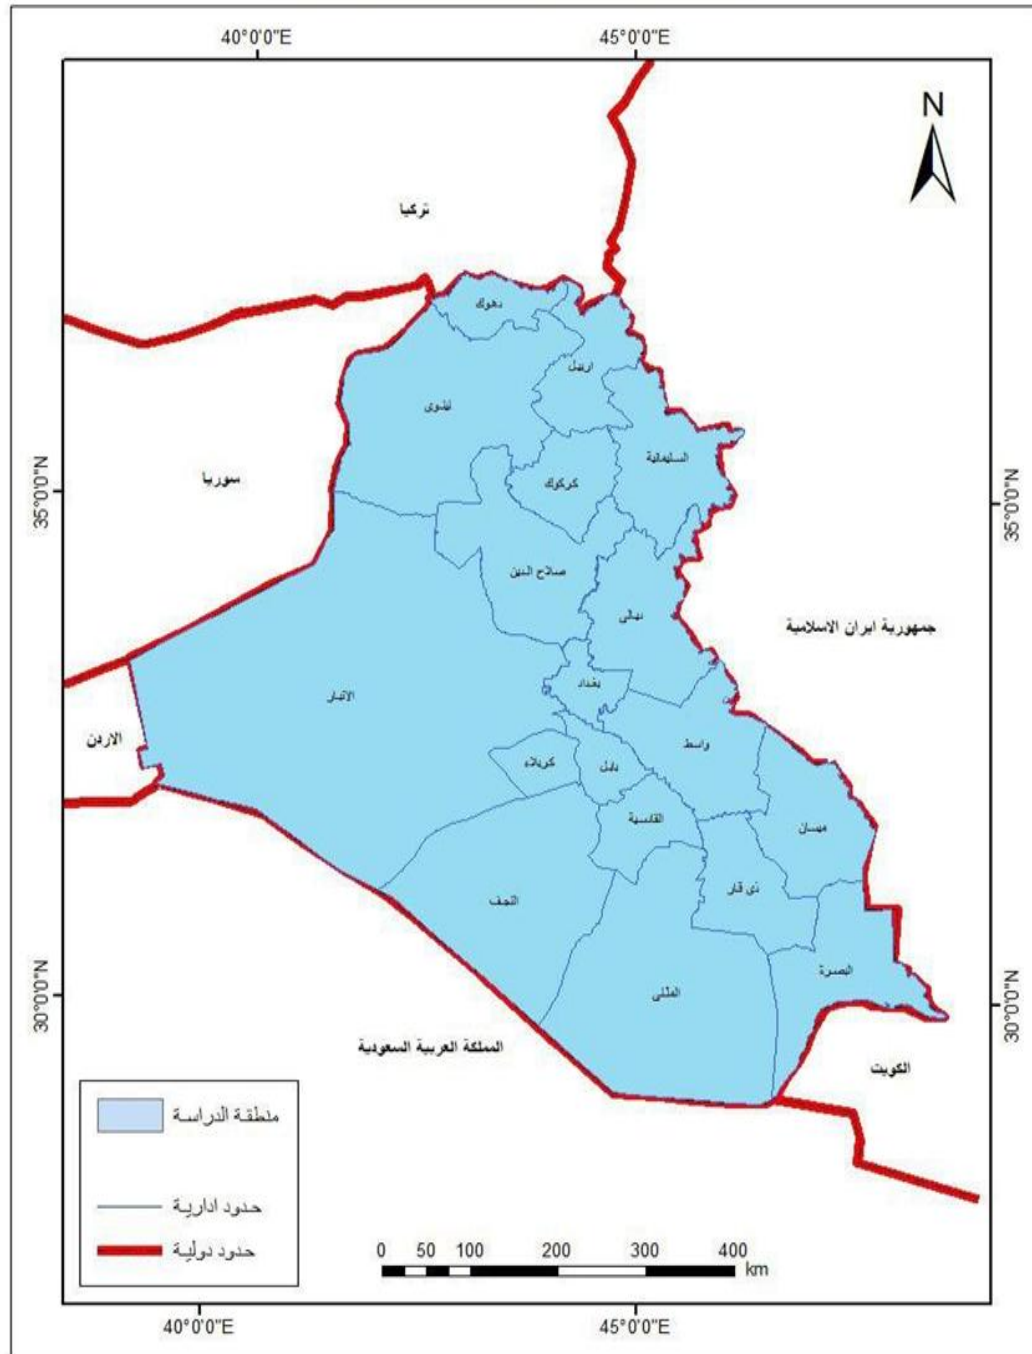 40°0'0"E 45°0'0"E
N
تركيا
دهوك
اربيل
نينوى
السليمانية
كركوك
سوريا
35°0'0"N 35°0'0"N
صلاح الدين
ديالى
جمهورية ايران الاسلامية
بغداد
الانبار
الاردن
واسط
كربلاء
بابل
القادسية
ميسان
ذي قار
النجف
البصرة
المثنى
30°0'0"N 30°0'0"N
المملكة العربية السعودية
الكويت
منطقة الدراسة
حدود ادارية
حدود دولية
0 50 100 200 300 400
km
40°0'0"E 45°0'0"E